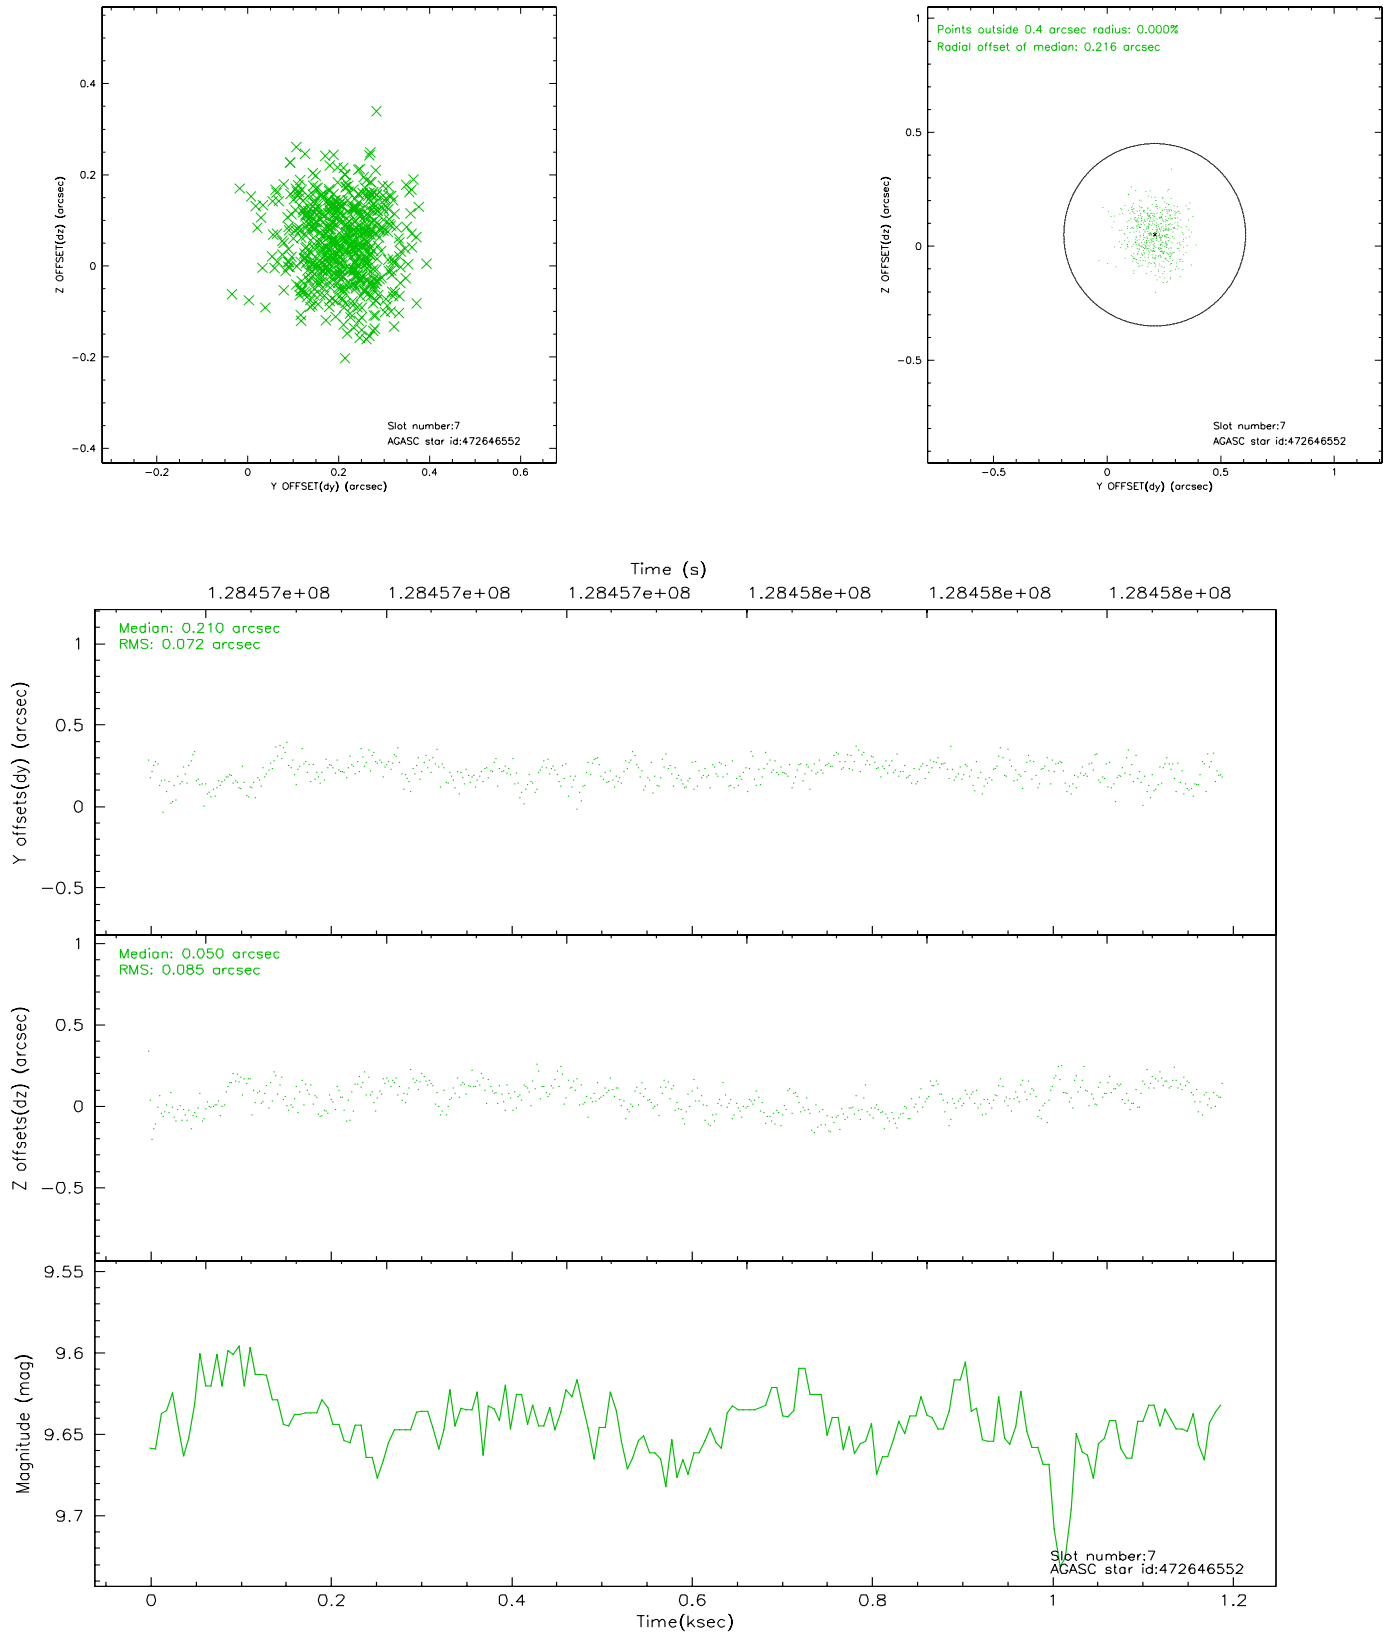 0.4
0.2
0
−0.2
−0.4
Z OFFSET(dz) (arcsec)
−0.2 0 0.2 0.4 0.6
Y OFFSET(dy) (arcsec)
Slot number:7
AGASC star id:472646552
Points outside 0.4 arcsec radius: 0.000%
Radial offset of median: 0.216 arcsec
1
0.5
0
−0.5
Z OFFSET(dz) (arcsec)
−0.5 0 0.5 1
Y OFFSET(dy) (arcsec)
Slot number:7
AGASC star id:472646552
Time (s)
1.28457e+08 1.28457e+08 1.28457e+08 1.28458e+08 1.28458e+08 1.28458e+08
Median: 0.210 arcsec
RMS: 0.072 arcsec
1
0.5
0
−0.5
Y offsets(dy) (arcsec)
Median: 0.050 arcsec
RMS: 0.085 arcsec
1
0.5
0
−0.5
Z offsets(dz) (arcsec)
9.55
9.6
9.65
9.7
Magnitude (mag)
Slot number:7
AGASC star id:472646552
0 0.2 0.4 0.6 0.8 1 1.2
Time(ksec)